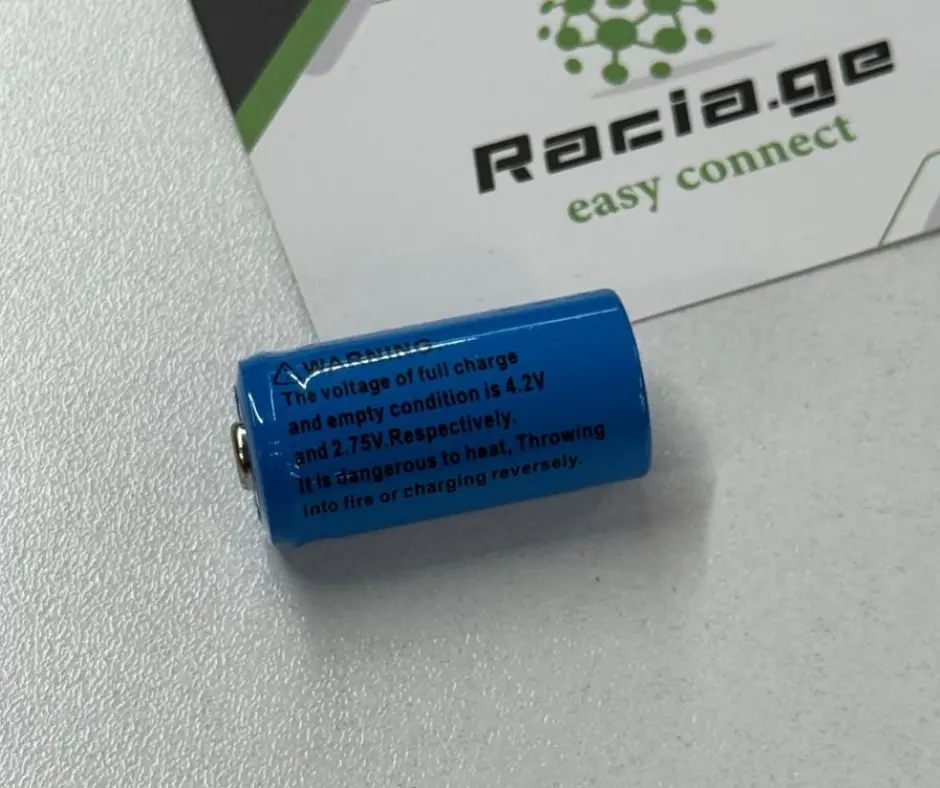 Racia.ge
easy connect
WARNING:
The voltage of full charge
and empty condition is 4.2V
and 2.75V.Respectively.
It is dangerous to heat, Throwing
into fire or charging reversely.